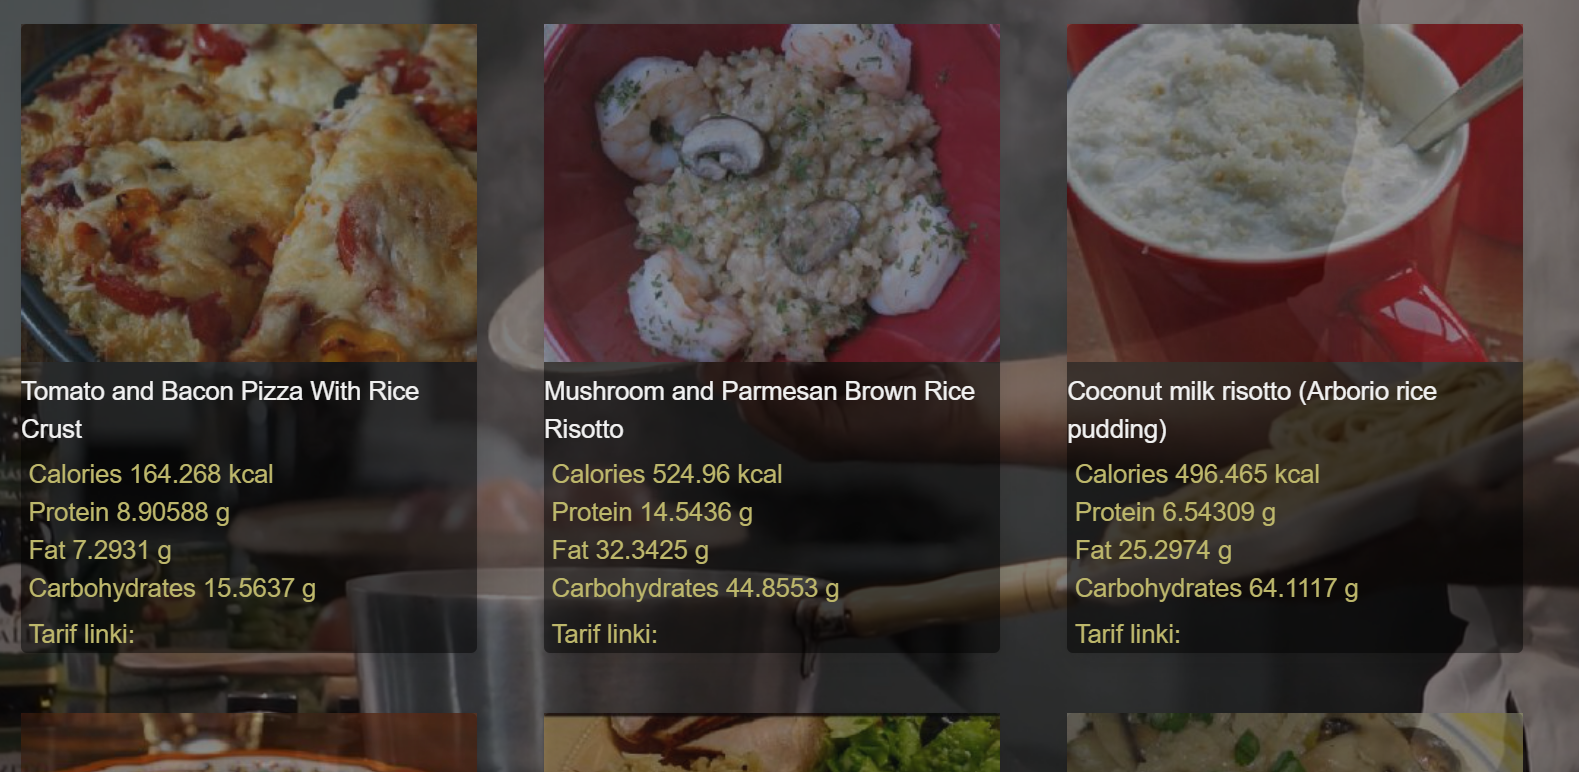 Tomato and Bacon Pizza With Rice
Crust
Calories 164.268 kcal
Protein 8.90588 g
Fat 7.2931 g
Carbohydrates 15.5637 g
Tarif linki:
Mushroom and Parmesan Brown Rice
Risotto
Calories 524.96 kcal
Protein 14.5436 g
Fat 32.3425 g
Carbohydrates 44.8553 g
Tarif linki:
Coconut milk risotto (Arborio rice
pudding)
Calories 496.465 kcal
Protein 6.54309 g
Fat 25.2974 g
Carbohydrates 64.1117 g
Tarif linki: